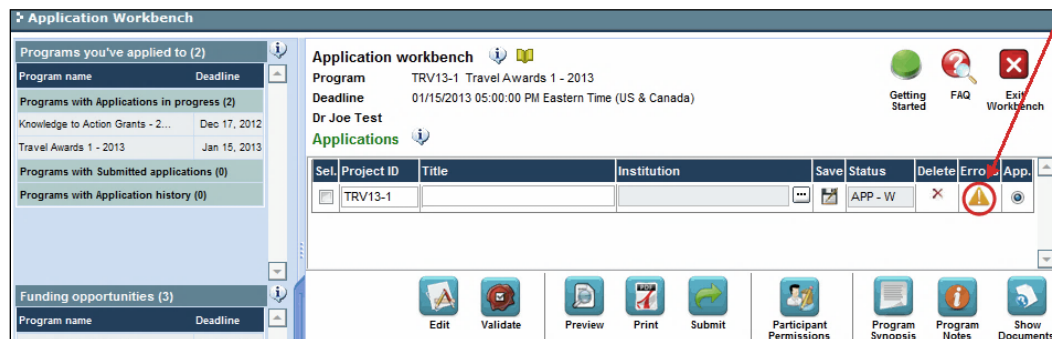 Application Workbench
Programs you've applied to (2)
Program name Deadline
Programs with Applications in progress (2)
Knowledge to Action Grants - 2... Dec 17, 2012
Travel Awards 1 - 2013 Jan 15, 2013
Programs with Submitted applications (0)
Programs with Application history (0)
Funding opportunities (3)
Program name Deadline
Application workbench
Program TRV13-1 Travel Awards 1 - 2013
Deadline 01/15/2013 05:00:00 PM Eastern Time (US & Canada)
Dr Joe Test
Applications
Getting Started
FAQ
Exit Workbench
Sel. Project ID Title Institution Save Status Delete Errors App.
TRV13-1 APP - W
Edit Validate Preview Print Submit Participant Permissions Program Synopsis Program Notes Show Documents